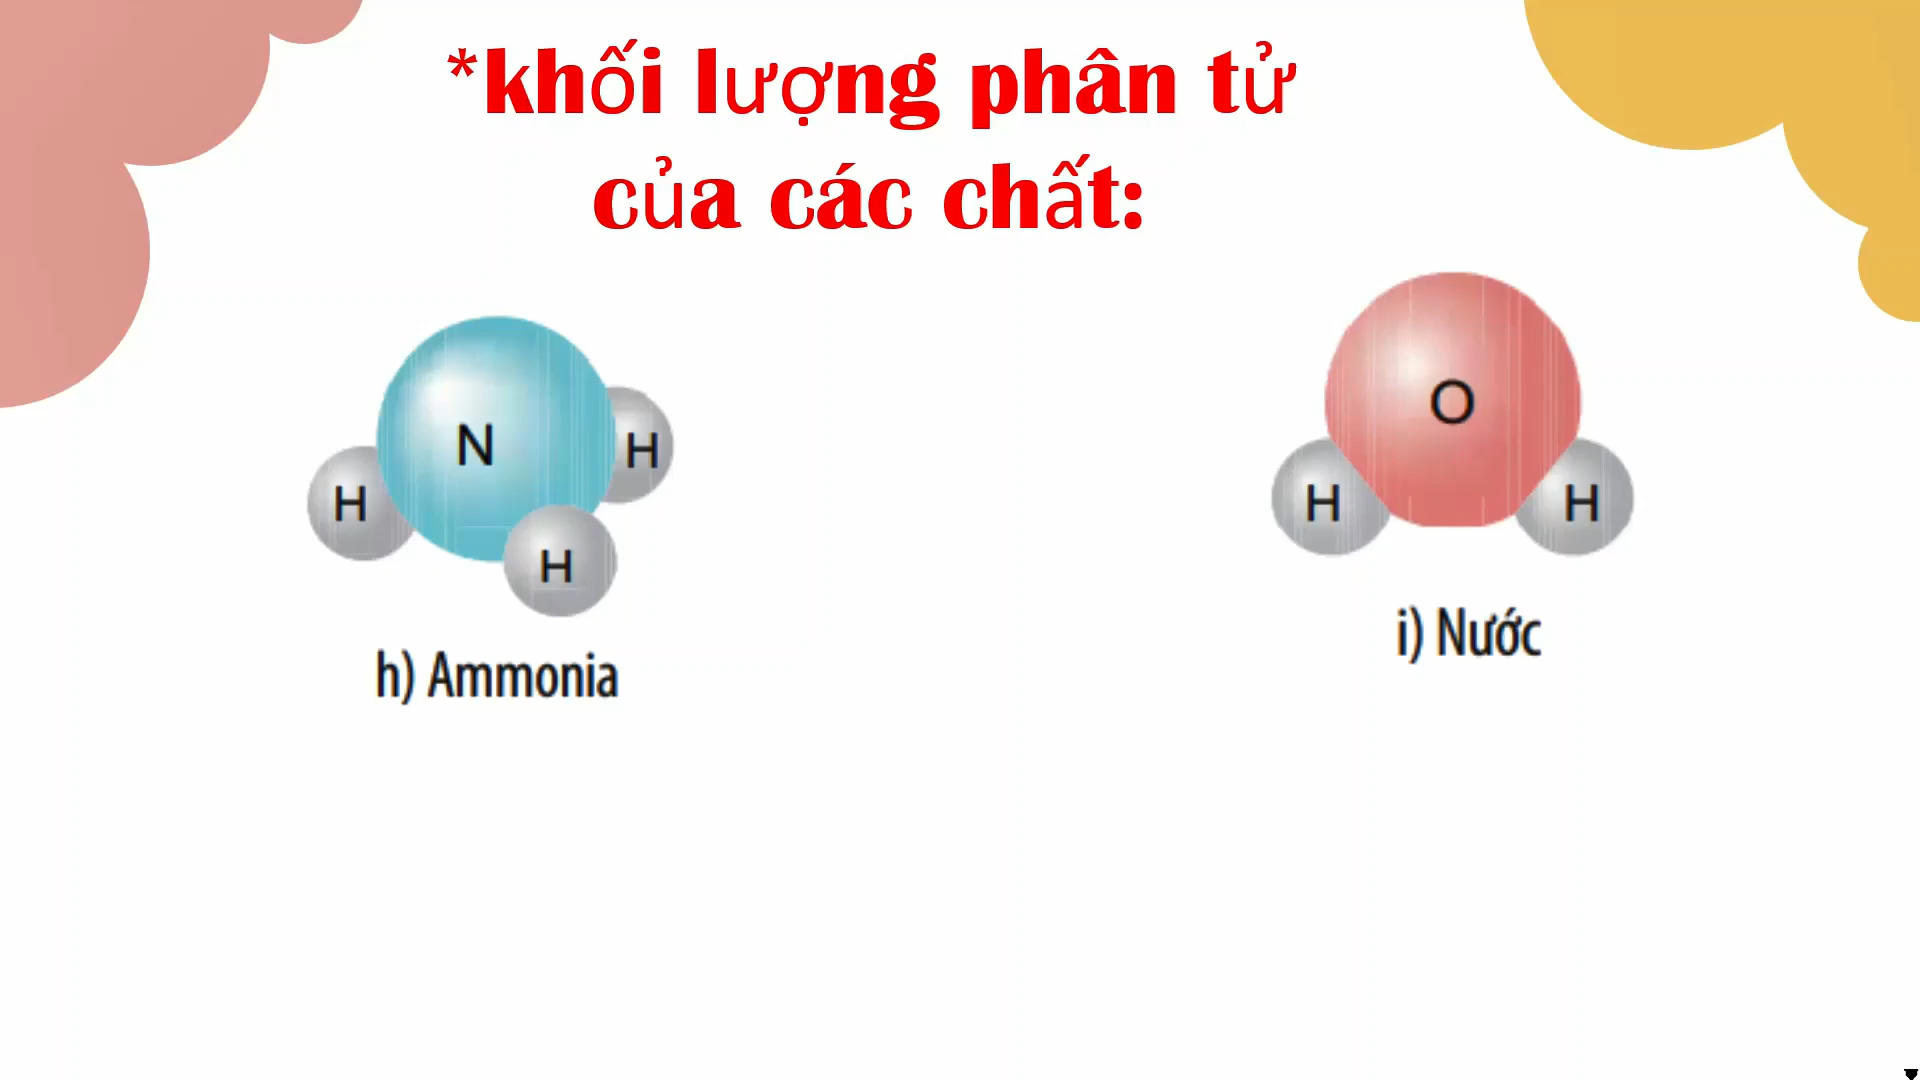 *khối lượng phân tử
của các chất:
N
H
H
H
h) Ammonia
O
H
H
i) Nước